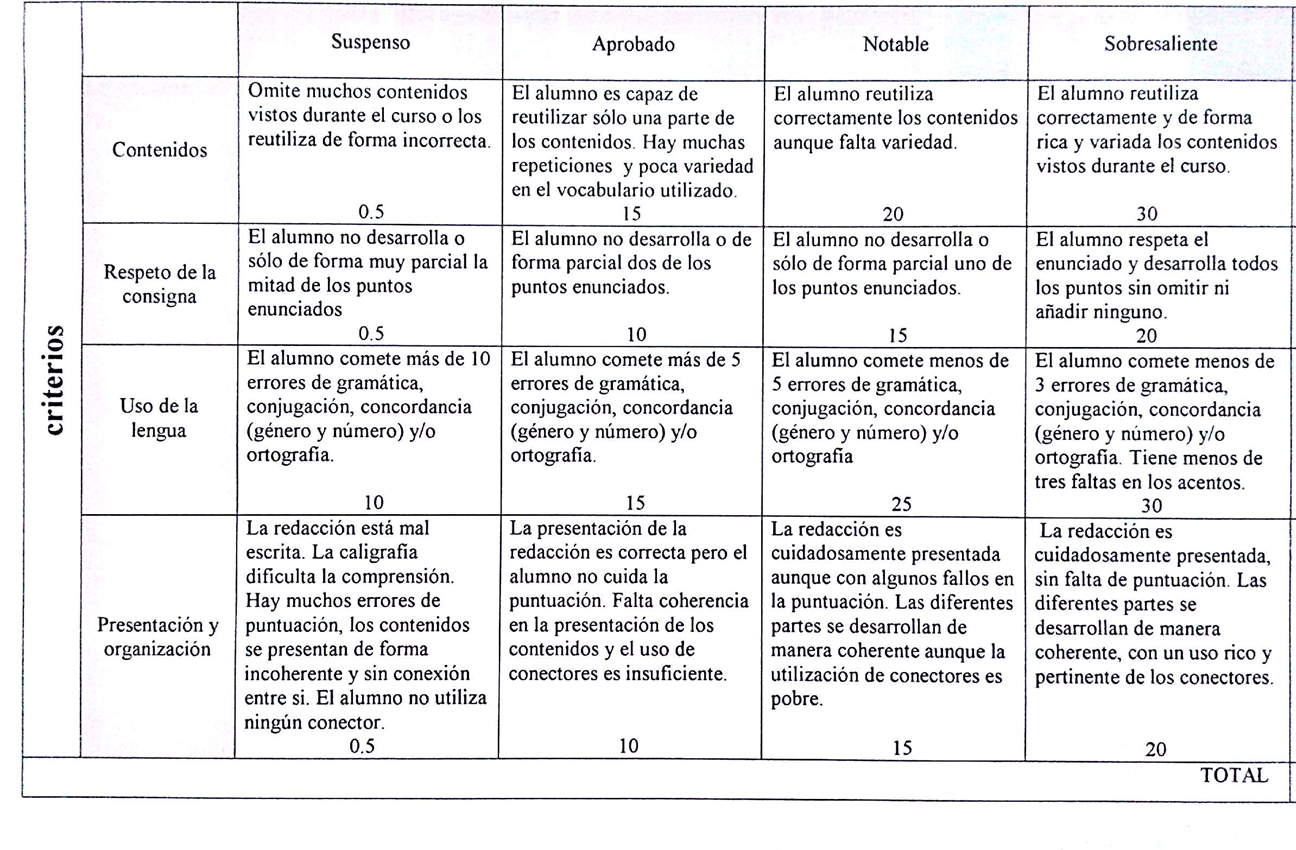 Suspenso
Aprobado
Notable
Sobresaliente
criterios
Contenidos
Omite muchos contenidos
vistos durante el curso o los
reutiliza de forma incorrecta.
0.5
El alumno es capaz de
reutilizar sólo una parte de
los contenidos. Hay muchas
repeticiones y poca variedad
en el vocabulario utilizado.
15
El alumno reutiliza
correctamente los contenidos
aunque falta variedad.
20
El alumno reutiliza
correctamente y de forma
rica y variada los contenidos
vistos durante el curso.
30
Respeto de la
consigna
El alumno no desarrolla o
sólo de forma muy parcial la
mitad de los puntos
enunciados
0.5
El alumno no desarrolla o de
forma parcial dos de los
puntos enunciados.
10
El alumno no desarrolla o
sólo de forma parcial uno de
los puntos enunciados.
15
El alumno respeta el
enunciado y desarrolla todos
los puntos sin omitir ni
añadir ninguno.
20
Uso de la
lengua
El alumno comete más de 10
errores de gramática,
conjugación, concordancia
(género y número) y/o
ortografía.
10
El alumno comete más de 5
errores de gramática,
conjugación, concordancia
(género y número) y/o
ortografía.
15
El alumno comete menos de
5 errores de gramática,
conjugación, concordancia
(género y número) y/o
ortografía
25
El alumno comete menos de
3 errores de gramática,
conjugación, concordancia
(género y número) y/o
ortografía. Tiene menos de
tres faltas en los acentos.
30
Presentación y
organización
La redacción está mal
escrita. La caligrafía
dificulta la comprensión.
Hay muchos errores de
puntuación, los contenidos
se presentan de forma
incoherente y sin conexión
entre si. El alumno no utiliza
ningún conector.
0.5
La presentación de la
redacción es correcta pero el
alumno no cuida la
puntuación. Falta coherencia
en la presentación de los
contenidos y el uso de
conectores es insuficiente.
10
La redacción es
cuidadosamente presentada
aunque con algunos fallos en
la puntuación. Las diferentes
partes se desarrollan de
manera coherente aunque la
utilización de conectores es
pobre.
15
La redacción es
cuidadosamente presentada,
sin falta de puntuación. Las
diferentes partes se
desarrollan de manera
coherente, con un uso rico y
pertinente de los conectores.
20
TOTAL